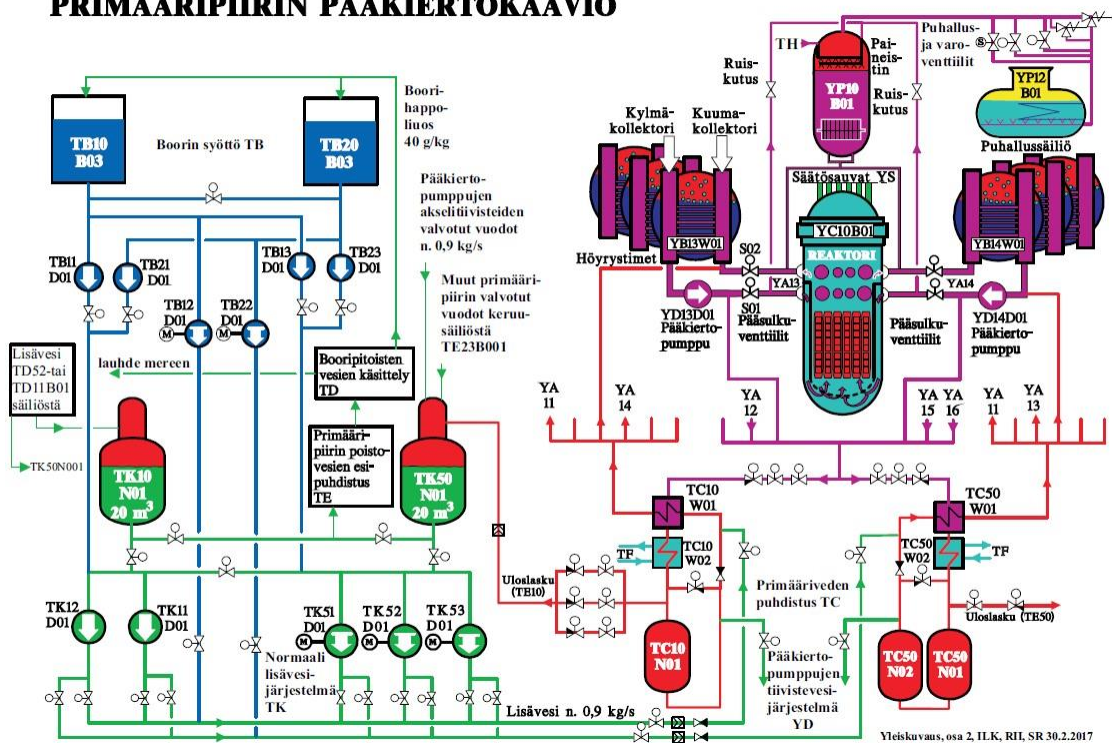 PRIMÄÄRIPIIRIN PÄÄKIERTOKAAVIO
TB10
B03
Boorin syöttö TB
TB20
B03
Boori-
happo-
liuos
40 g/kg
Pääkierto-
pumppujen
akselitiivisteiden
valvotut vuodot
n. 0,9 kg/s
Muut primääri-
piirin valvotut
vuodot keruu-
säiliöstä
TE23B001
TB11
D01
TB21
D01
TB13
D01
TB23
D01
TB12
D01
M
TB22
D01
M
Lisävesi
TD52-tai
TD11B01
säiliöstä
lauhde mereen
Booripitoisten
vesien käsittely
TD
TK50N001
TK10
N01
20 m³
Primääri-
piirin poisto-
vesien esi-
puhdistus
TE
TK50
N01
20 m³
TK12
D01
TK11
D01
TK51
D01
M
TK 52
D01
M
TK 53
D01
M
Normaali
lisävesi-
järjestelmä
TK
Lisävesi n. 0,9 kg/s
TH
Pai-
neis-
tin
YP10
B01
Ruis-
kutus
Ruis-
kutus
Puhallus-
ja varo-
venttiilit
S
YP12
B01
Puhallussäiliö
Kylmä-
kollektori
Kuuma-
kollektori
Säätösauvat YS
YC10B01
REAKTORI
YB13W01
YB14W01
Höyrystimet
S02
S01
YA13
YA14
YD13D01
Pääkierto-
pumppu
Pääsulku-
venttiilit
Pääsulku-
venttiilit
YD14D01
Pääkierto-
pumppu
YA
11
YA
14
YA
12
YA
15
YA
16
YA
11
YA
13
TC10
W01
TC10
W02
TF
TC50
W01
TC50
W02
TF
Uloslasku
(TE10)
Primääriveden
puhdistus TC
Uloslasku (TE50)
TC10
N01
Pääkierto-
pumppujen
tiivistevesi-
järjestelmä
YD
TC50
N02
TC50
N01
Yleiskuvaus, osa 2, ILK, RII, SR 30.2.2017